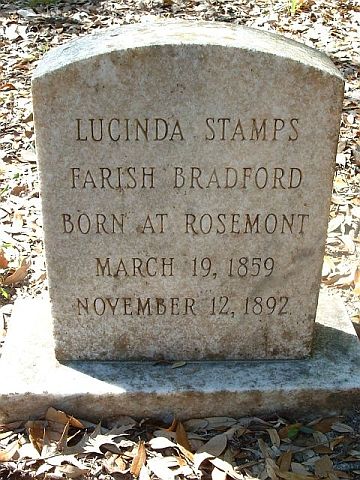 LUCINDA STAMPS
FARISH BRADFORD
BORN AT ROSEMONT
MARCH 19, 1859
NOVEMBER 12, 1892